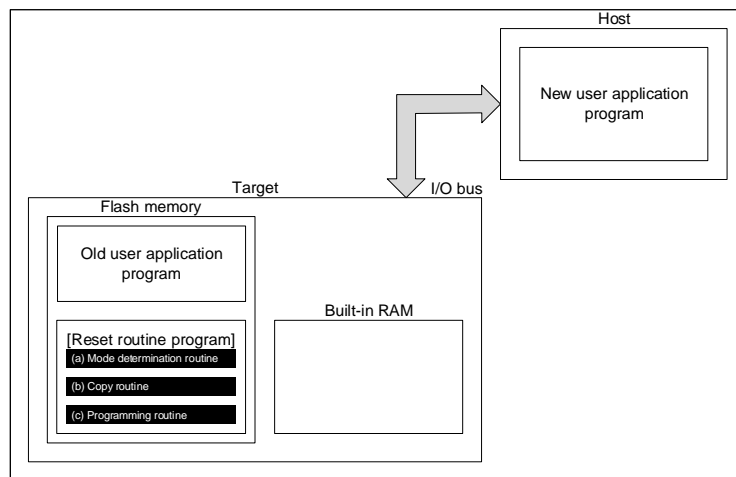 Host
New user application
program
Target
I/O bus
Flash memory
Old user application
program
Built-in RAM
[Reset routine program]
(a) Mode determination routine
(b) Copy routine
(c) Programming routine